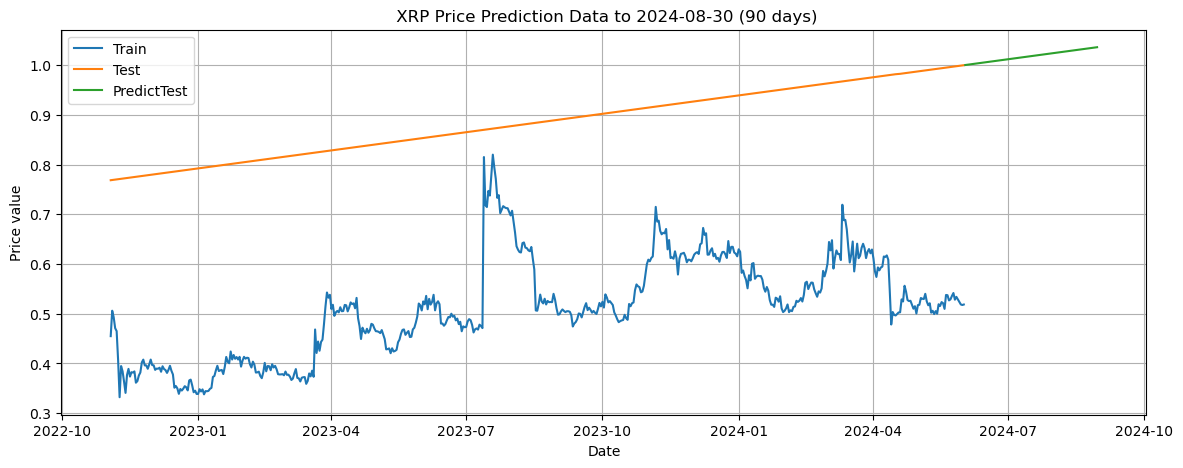 XRP Price Prediction Data to 2024-08-30 (90 days)
Train
Test
PredictTest
Price value
1.0
0.9
0.8
0.7
0.6
0.5
0.4
0.3
2022-10
2023-01
2023-04
2023-07
2023-10
2024-01
2024-04
2024-07
2024-10
Date